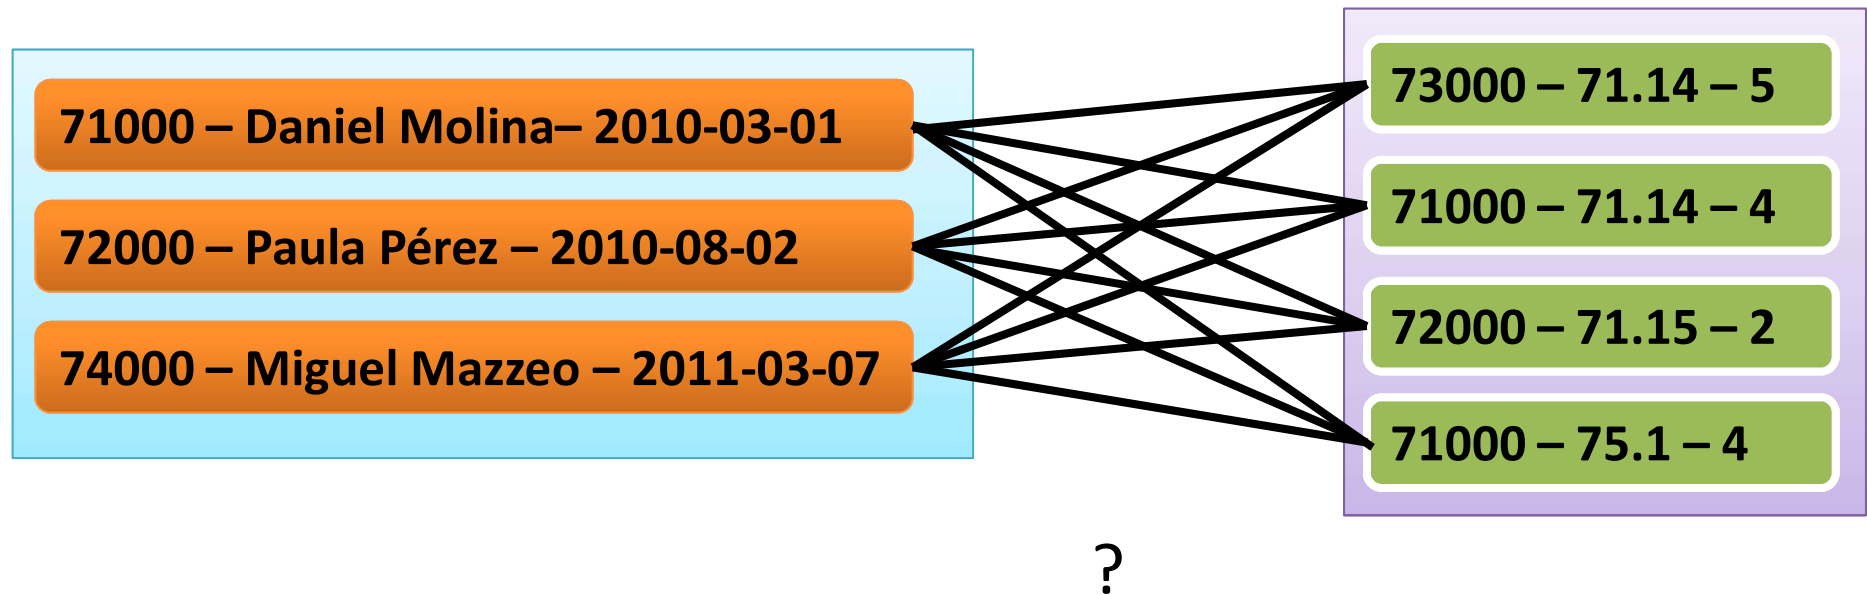 71000 – Daniel Molina– 2010-03-01
72000 – Paula Pérez – 2010-08-02
74000 – Miguel Mazzeo – 2011-03-07
73000 – 71.14 – 5
71000 – 71.14 – 4
72000 – 71.15 – 2
71000 – 75.1 – 4
?